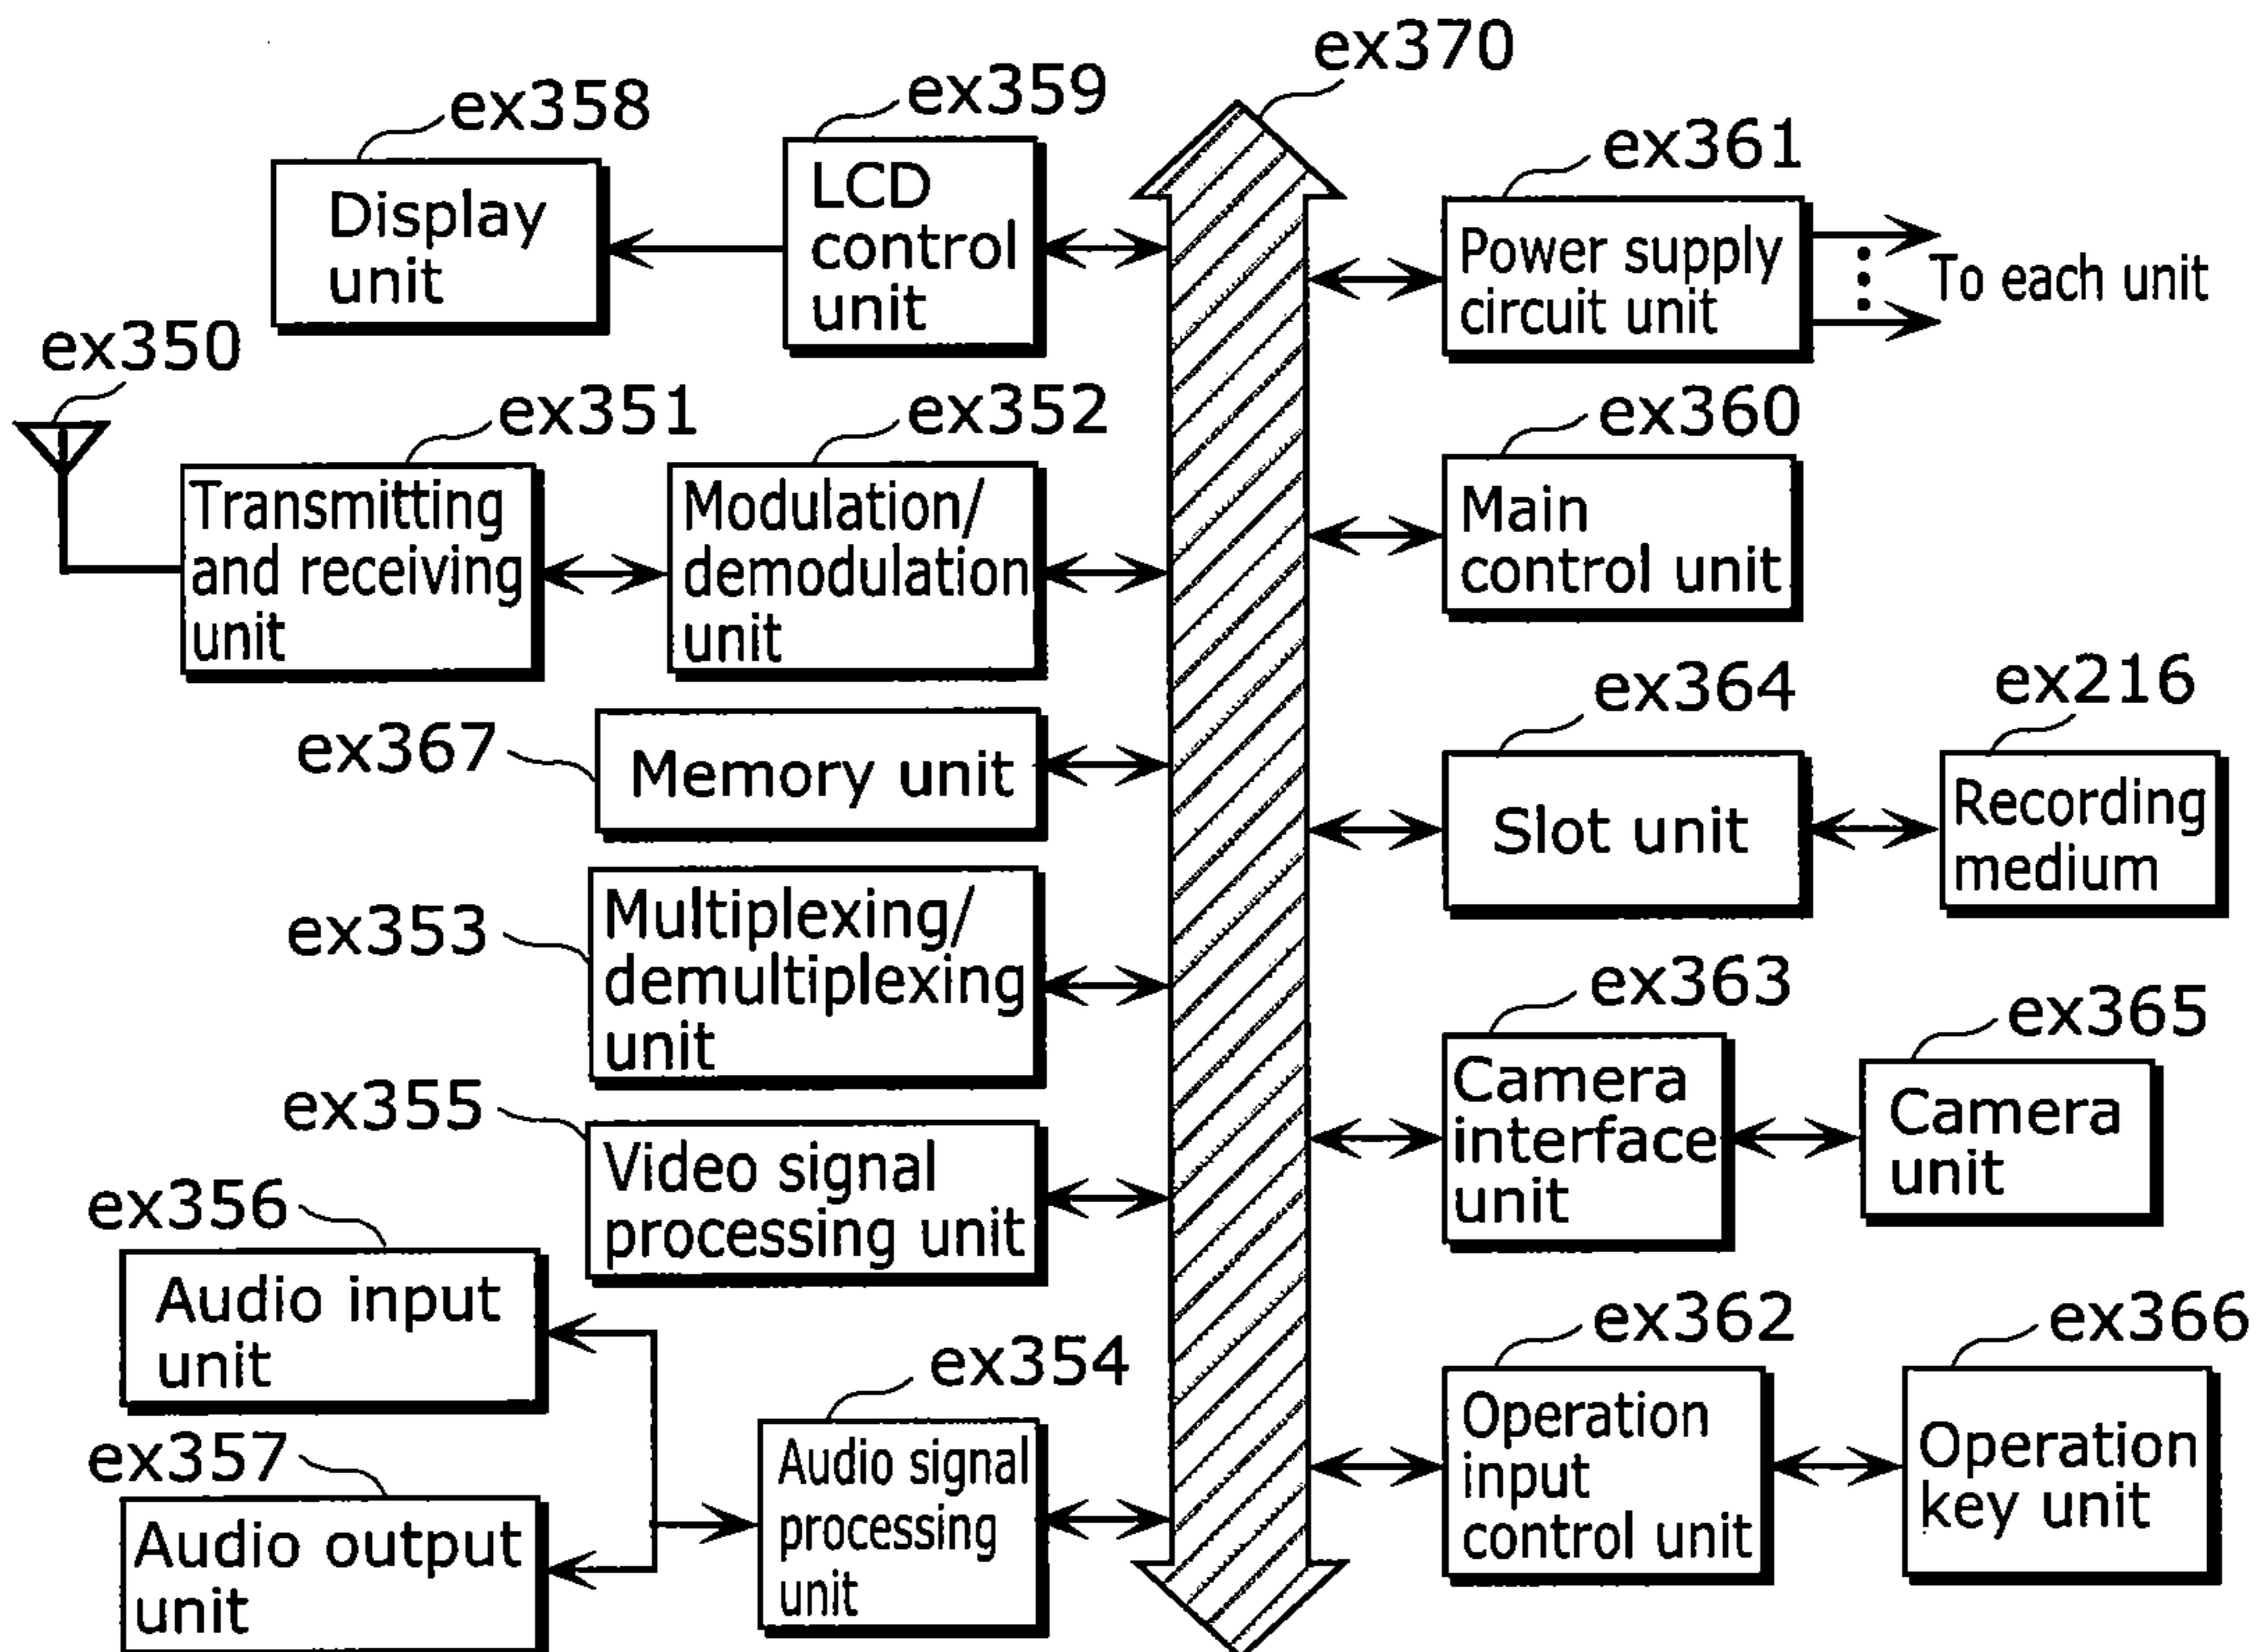 ex370
ex359
ex358
ex361
LCD
control
unit
Display
unit
Power supply
circuit unit
To each unit
ex350
ex351
ex352
ex360
Transmitting
and receiving
unit
Modulation/
demodulation
unit
Main
control unit
ex364
ex216
ex367
Memory unit
Slot unit
Recording
medium
ex353
Multiplexing/
demultiplexing
unit
ex363
ex365
Camera
interface
unit
Camera
unit
ex355
Video signal
processing unit
ex356
Audio input
unit
ex362
ex366
ex354
Operation
input
control unit
Operation
key unit
ex357
Audio output
unit
Audio signal
processing
unit